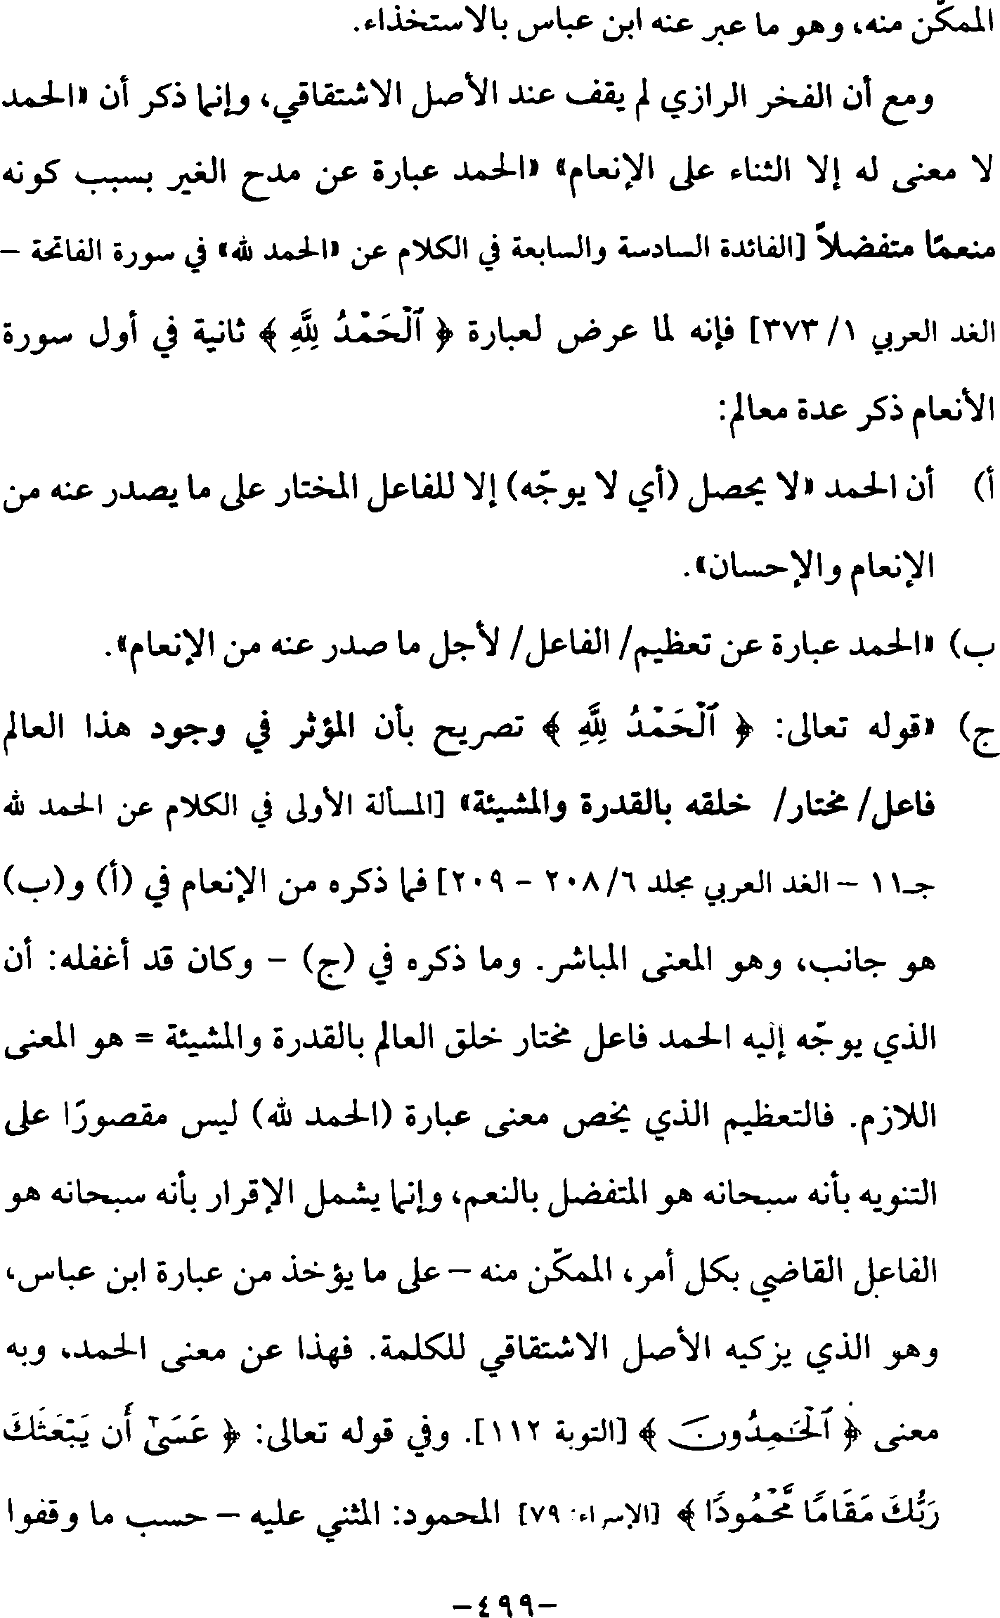 الممكّن منه، وهو ما عبر عنه ابن عباس بالاستخذاء.
ومع أن الفخر الرازي لم يقف عند الأصل الاشتقاقي، وإنما ذكر أن «الحمد
لا معنى له إلا الثناء على الإنعام» «الحمد عبارة عن مدح الغير بسبب كونه
منعمًا متفضلاً» [الفائدة السادسة والسابعة في الكلام عن «الحمد لله» في سورة الفاتحة –
الغد العربي ١/ ٣٧٣] فإنه لما عرض لعبارة ﴿ ٱلْحَمْدُ لِلَّهِ ﴾ ثانية في أول سورة
الأنعام ذكر عدة معالم:
أ) أن الحمد «لا يحصل (أي لا يوجّه) إلا للفاعل المختار على ما يصدر عنه من
الإنعام والإحسان».
ب) «الحمد عبارة عن تعظيم/ الفاعل/ لأجل ما صدر عنه من الإنعام».
ج) «قوله تعالى: ﴿ ٱلْحَمْدُ لِلَّهِ ﴾ تصريح بأن المؤثر في وجود هذا العالم
فاعل/ مختار/ خلقه بالقدرة والمشيئة» [المسألة الأولى في الكلام عن الحمد لله
جـ١١ – الغد العربي مجلد ٦/ ٢٠٨ – ٢٠٩] فما ذكره من الإنعام في (أ) و(ب)
هو جانب، وهو المعنى المباشر. وما ذكره في (ج) – وكان قد أغفله: أن
الذي يوجّه إليه الحمد فاعل مختار خلق العالم بالقدرة والمشيئة = هو المعنى
اللازم. فالتعظيم الذي يخص معنى عبارة (الحمد لله) ليس مقصورًا على
التنويه بأنه سبحانه هو المتفضل بالنعم، وإنما يشمل الإقرار بأنه سبحانه هو
الفاعل القاضي بكل أمر، الممكّن منه – على ما يؤخذ من عبارة ابن عباس،
وهو الذي يزكيه الأصل الاشتقاقي للكلمة. فهذا عن معنى الحمد، وبه
معنى ﴿ ٱلْحَٰمِدُونَ ﴾ [التوبة ١١٢]. وفي قوله تعالى: ﴿ عَسَىٰٓ أَن يَبْعَثَكَ
رَبُّكَ مَقَامًا مَّحْمُودًا ﴾ [الإسراء: ٧٩] المحمود: المثني عليه – حسب ما وقفوا
-٤٩٩-